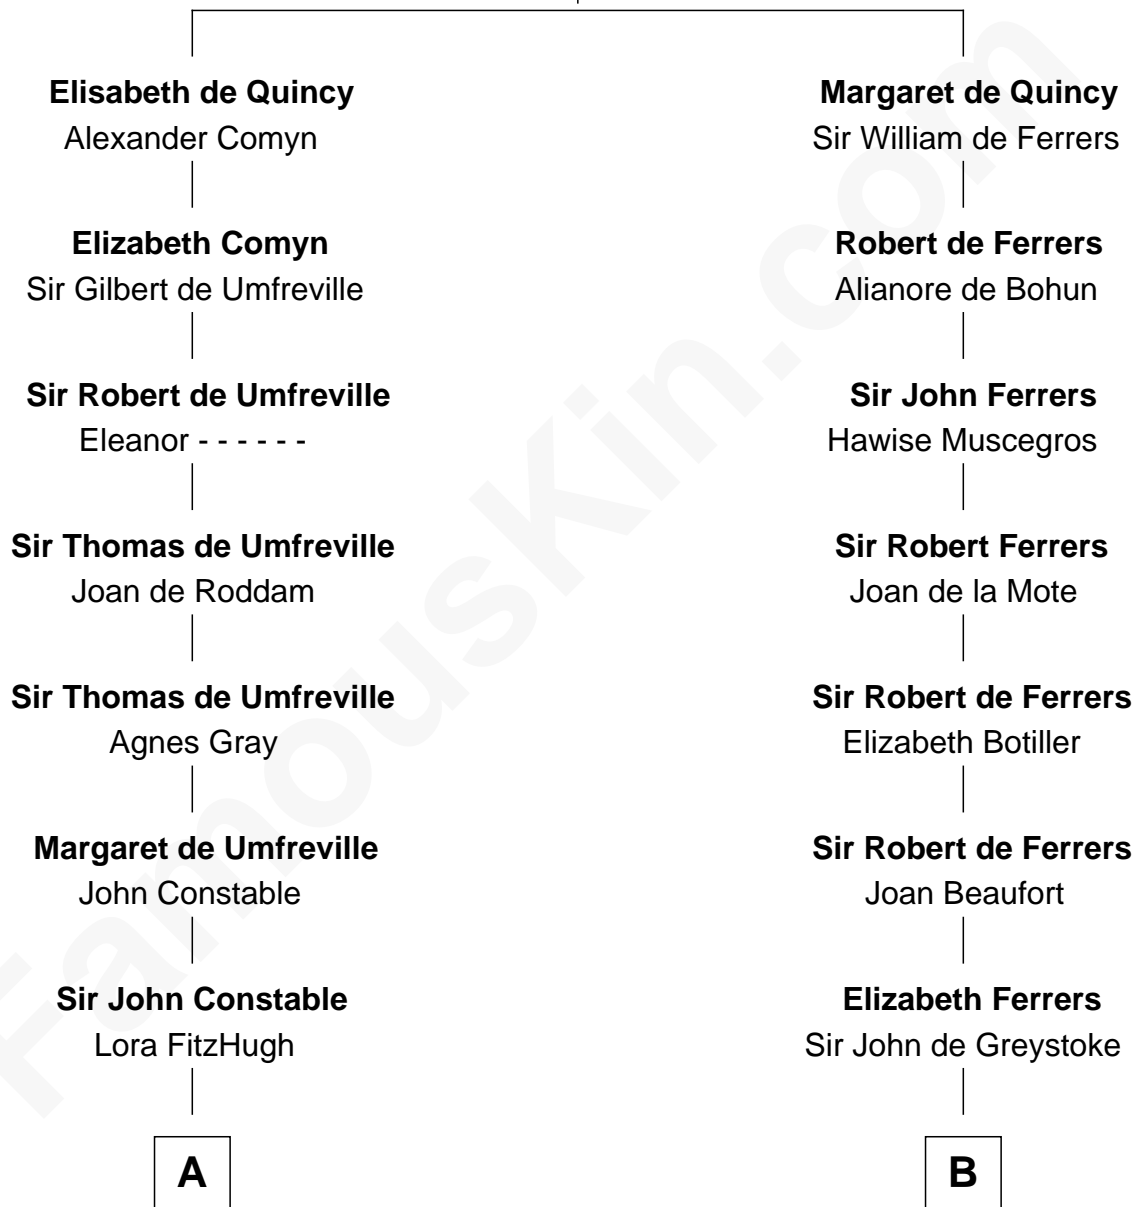 Elisabeth de Quincy
Alexander Comyn
Elizabeth Comyn
Sir Gilbert de Umfreville
Sir Robert de Umfreville
Eleanor - - - - - -
Sir Thomas de Umfreville
Joan de Roddam
Sir Thomas de Umfreville
Agnes Gray
Margaret de Umfreville
John Constable
Sir John Constable
Lora FitzHugh
A
Margaret de Quincy
Sir William de Ferrers
Robert de Ferrers
Alianore de Bohun
Sir John Ferrers
Hawise Muscegros
Sir Robert Ferrers
Joan de la Mote
Sir Robert de Ferrers
Elizabeth Botiller
Sir Robert de Ferrers
Joan Beaufort
Elizabeth Ferrers
Sir John de Greystoke
B
FamousKin.com